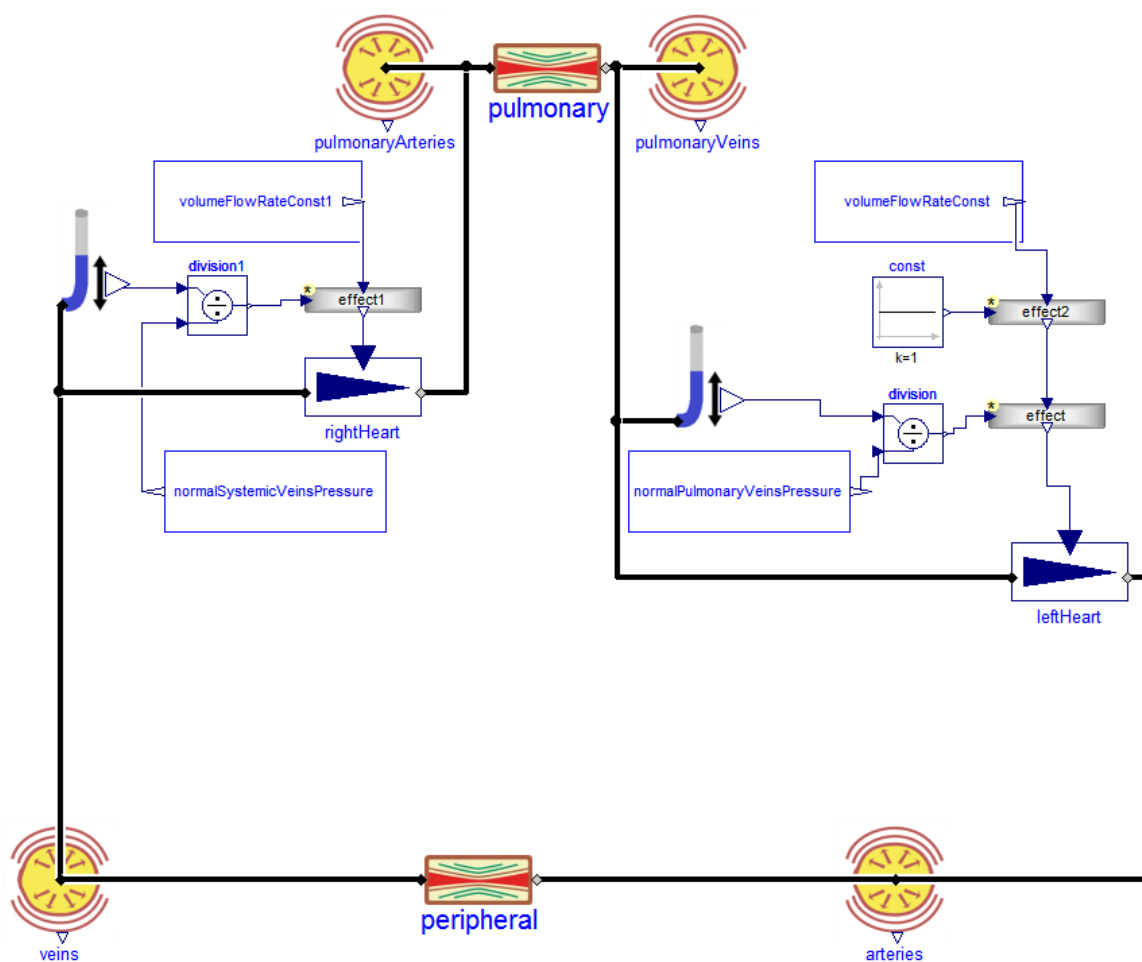 pulmonary
pulmonaryArteries
pulmonaryVeins
volumeFlowRateConst1
volumeFlowRateConst
division1
const
*
effect1
*
effect2
k=1
division
*
effect
rightHeart
normalSystemicVeinsPressure
normalPulmonaryVeinsPressure
leftHeart
peripheral
veins
arteries